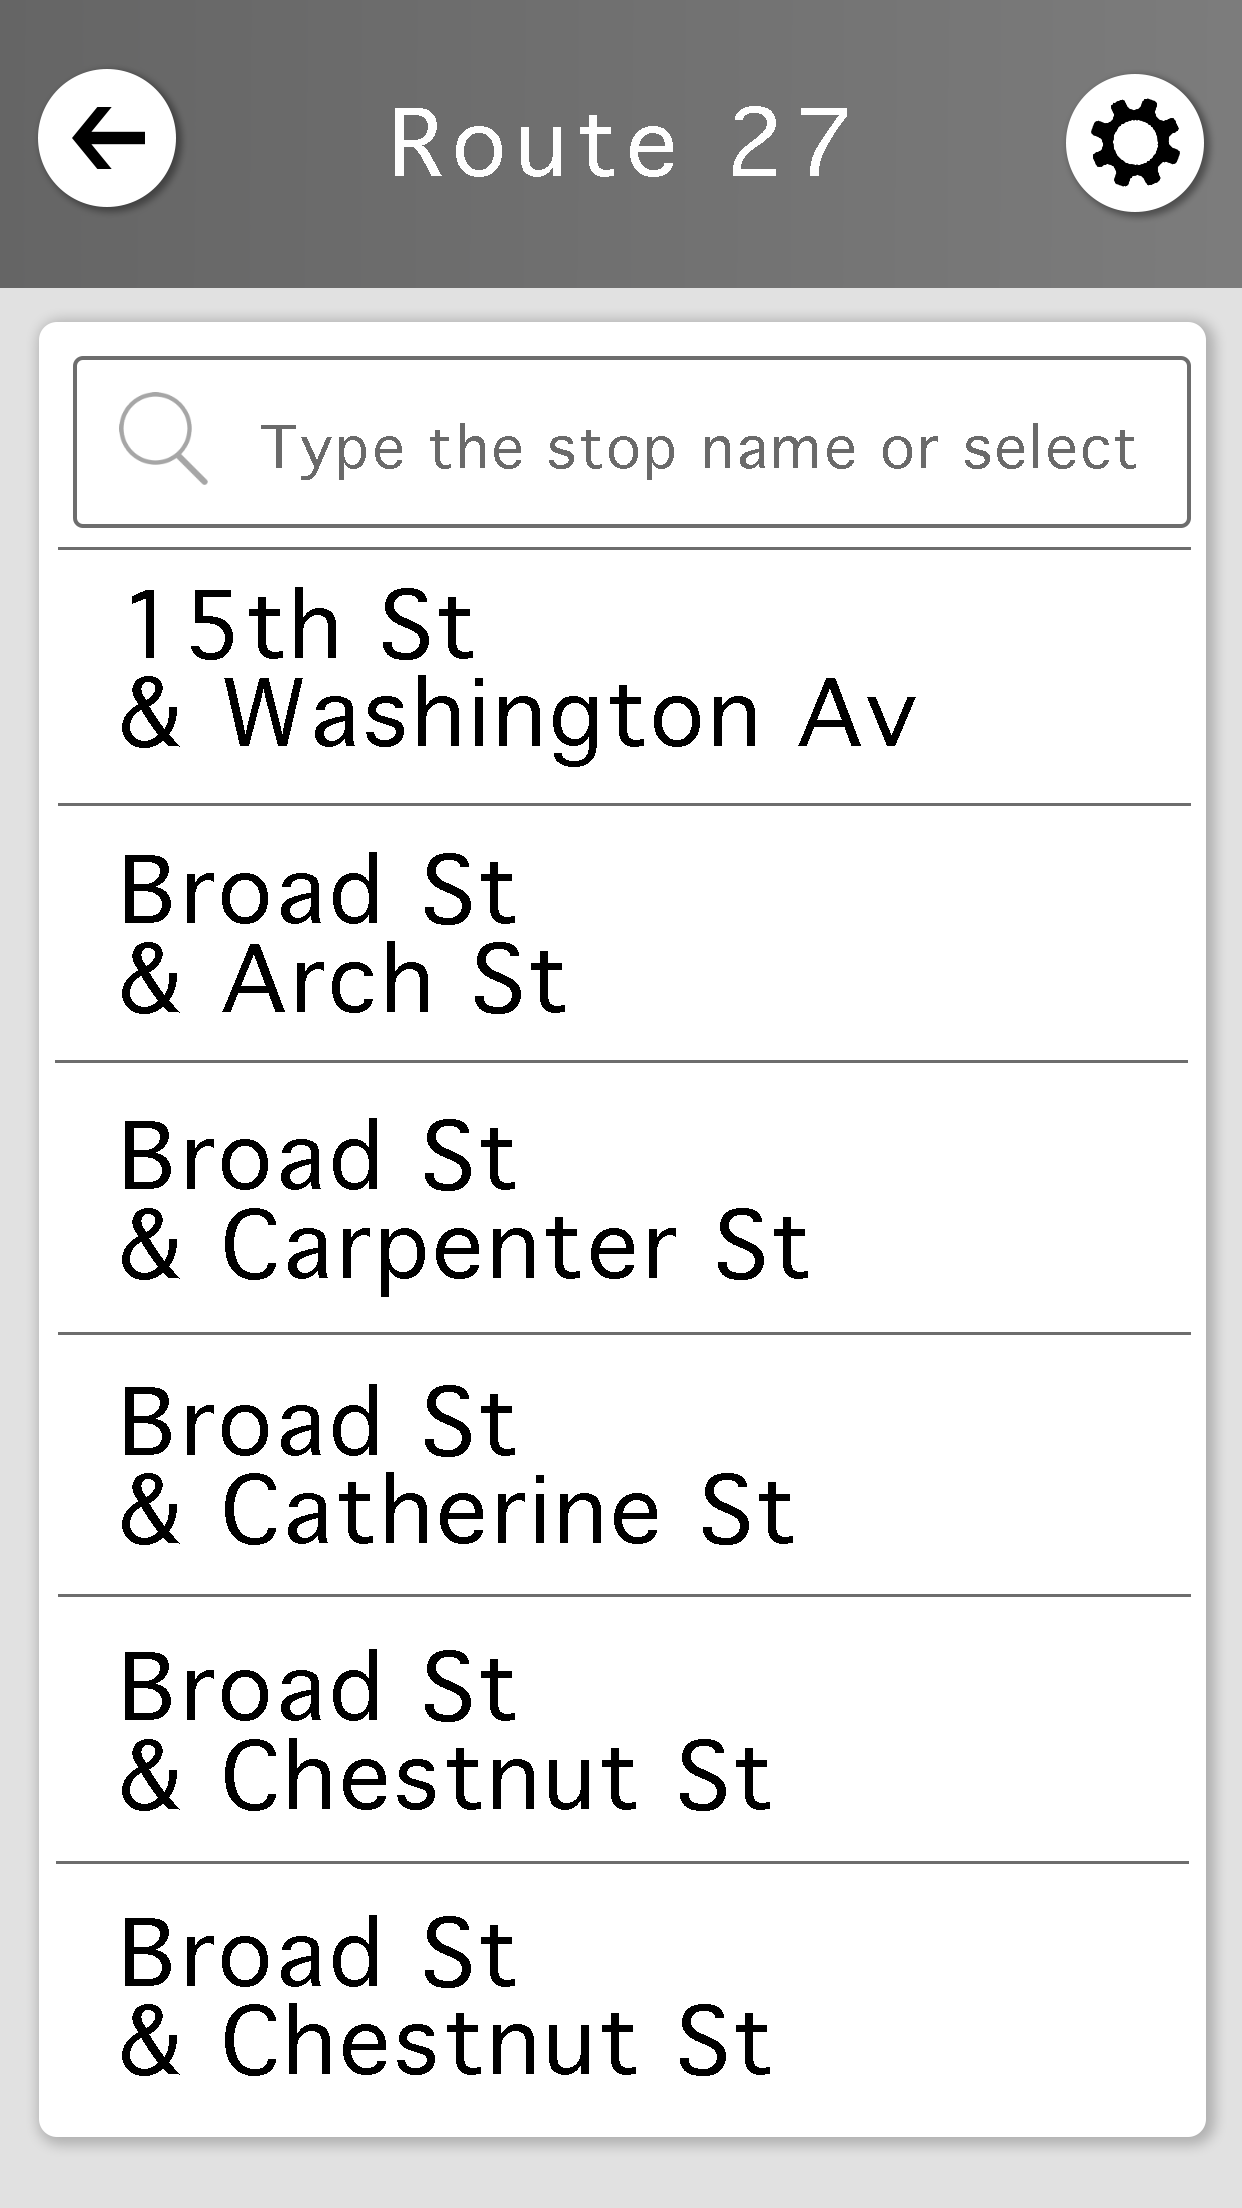 Route 27
Type the stop name or select
15th St
& Washington Av
Broad St
& Arch St
Broad St
& Carpenter St
Broad St
& Catherine St
Broad St
& Chestnut St
Broad St
& Chestnut St